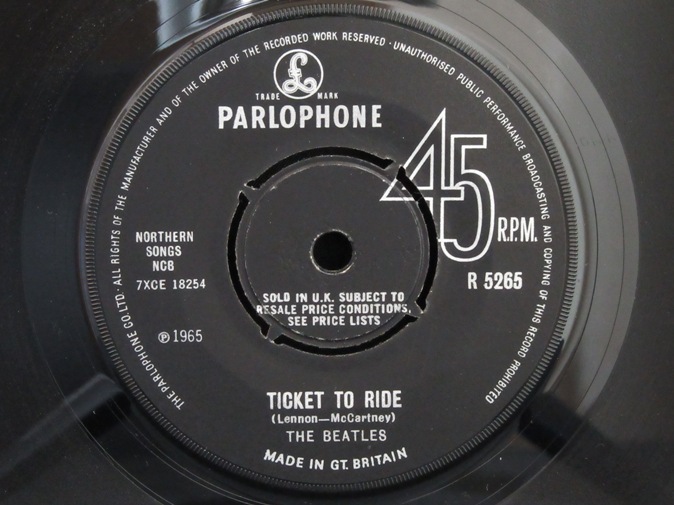 THE PARLOPHONE CO. LTD. · ALL RIGHTS OF THE MANUFACTURER AND OF THE OWNER OF THE RECORDED WORK RESERVED · UNAUTHORISED PUBLIC PERFORMANCE BROADCASTING AND COPYING OF THIS RECORD PROHIBITED
£
TRADE MARK
PARLOPHONE
45 R.P.M.
NORTHERN
SONGS
NCB
7XCE 18254
R 5265
SOLD IN U.K. SUBJECT TO
RESALE PRICE CONDITIONS,
SEE PRICE LISTS
℗ 1965
TICKET TO RIDE
(Lennon—McCartney)
THE BEATLES
MADE IN GT. BRITAIN